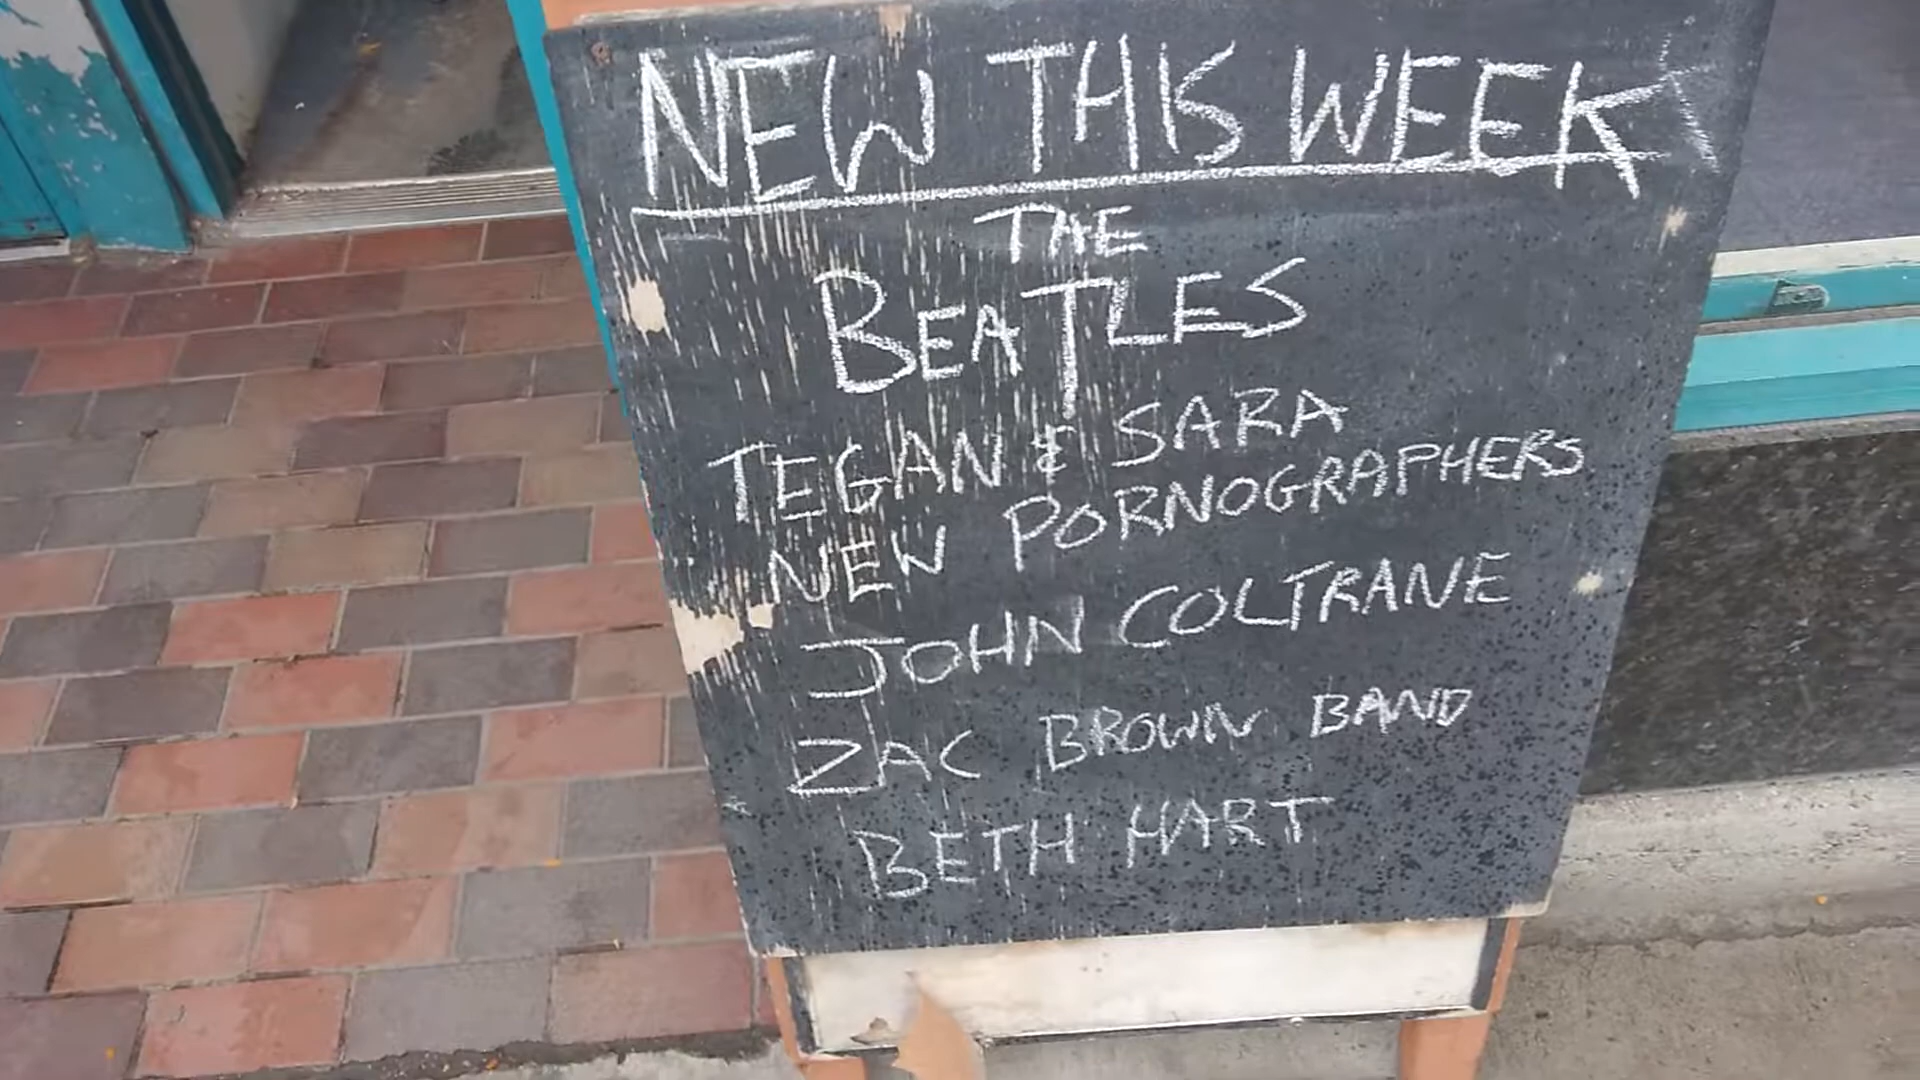 NEW THIS WEEK
THE
BEATLES
TEGAN & SARA
NEW PORNOGRAPHERS
JOHN COLTRANE
ZAC BROWN BAND
BETH HART